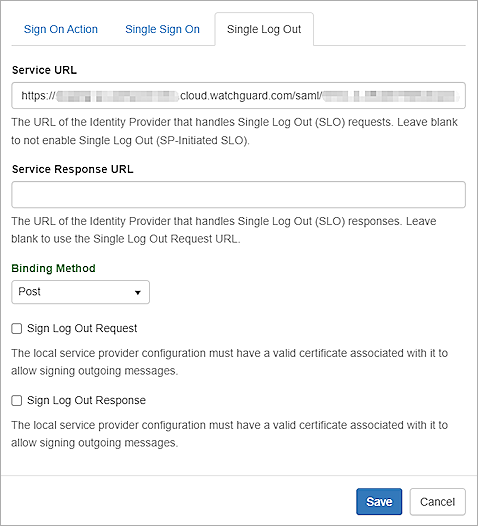 Sign On Action Single Sign On Single Log Out
Service URL
https:// .cloud.watchguard.com/saml/
The URL of the Identity Provider that handles Single Log Out (SLO) requests. Leave blank
to not enable Single Log Out (SP-Initiated SLO).
Service Response URL
The URL of the Identity Provider that handles Single Log Out (SLO) responses. Leave
blank to use the Single Log Out Request URL.
Binding Method
Post
Sign Log Out Request
The local service provider configuration must have a valid certificate associated with it to
allow signing outgoing messages.
Sign Log Out Response
The local service provider configuration must have a valid certificate associated with it to
allow signing outgoing messages.
Save Cancel